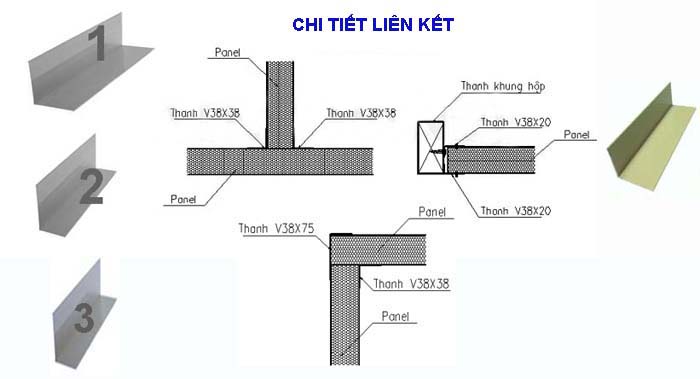 CHI TIẾT LIÊN KẾT
1
Panel
Thanh V38X38
Thanh V38X38
Panel
Thanh khung hộp
Thanh V38X20
Panel
Thanh V38X20
2
Thanh V38X75
Panel
Thanh V38X38
Panel
3